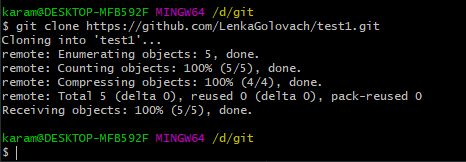 karam@DESKTOP-MFB592F MINGW64 /d/git
$ git clone https://github.com/LenkaGolovach/test1.git
Cloning into 'test1'...
remote: Enumerating objects: 5, done.
remote: Counting objects: 100% (5/5), done.
remote: Compressing objects: 100% (4/4), done.
remote: Total 5 (delta 0), reused 0 (delta 0), pack-reused 0
Receiving objects: 100% (5/5), done.
karam@DESKTOP-MFB592F MINGW64 /d/git
$